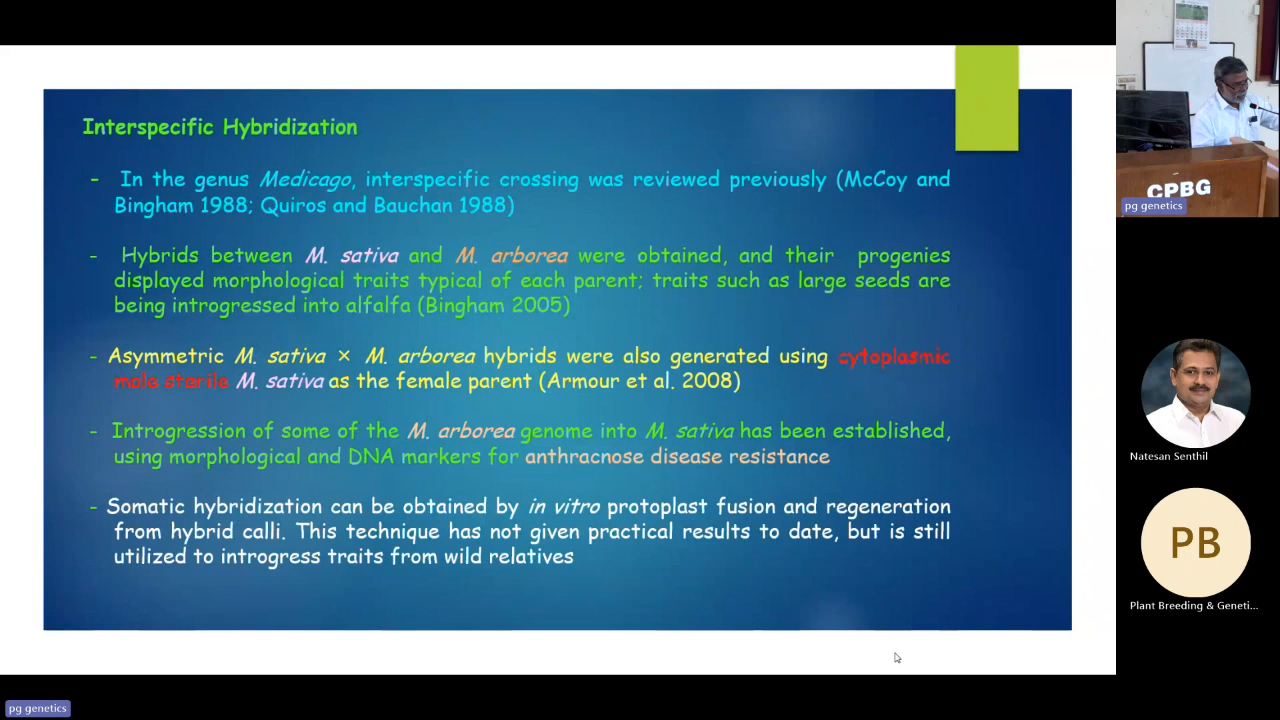 Interspecific Hybridization
- In the genus Medicago, interspecific crossing was reviewed previously (McCoy and
Bingham 1988; Quiros and Bauchan 1988)
- Hybrids between M. sativa and M. arborea were obtained, and their progenies
displayed morphological traits typical of each parent; traits such as large seeds are
being introgressed into alfalfa (Bingham 2005)
- Asymmetric M. sativa × M. arborea hybrids were also generated using cytoplasmic
male sterile M. sativa as the female parent (Armour et al. 2008)
- Introgression of some of the M. arborea genome into M. sativa has been established,
using morphological and DNA markers for anthracnose disease resistance
- Somatic hybridization can be obtained by in vitro protoplast fusion and regeneration
from hybrid calli. This technique has not given practical results to date, but is still
utilized to introgress traits from wild relatives
CPBG
pg genetics
Natesan Senthil
PB
Plant Breeding & Geneti...
pg genetics